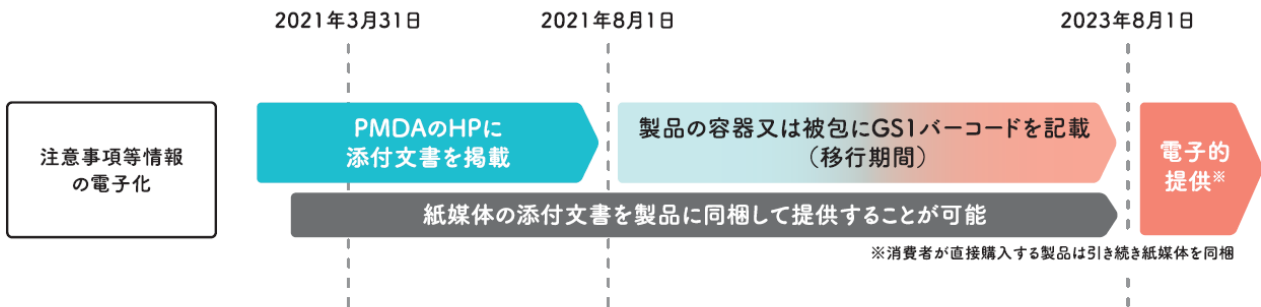 2021年3月31日
2021年8月1日
2023年8月1日
注意事項等情報
の電子化
PMDAのHPに
添付文書を掲載
製品の容器又は被包にGS1バーコードを記載
（移行期間）
電子的
提供※
紙媒体の添付文書を製品に同梱して提供することが可能
※消費者が直接購入する製品は引き続き紙媒体を同梱